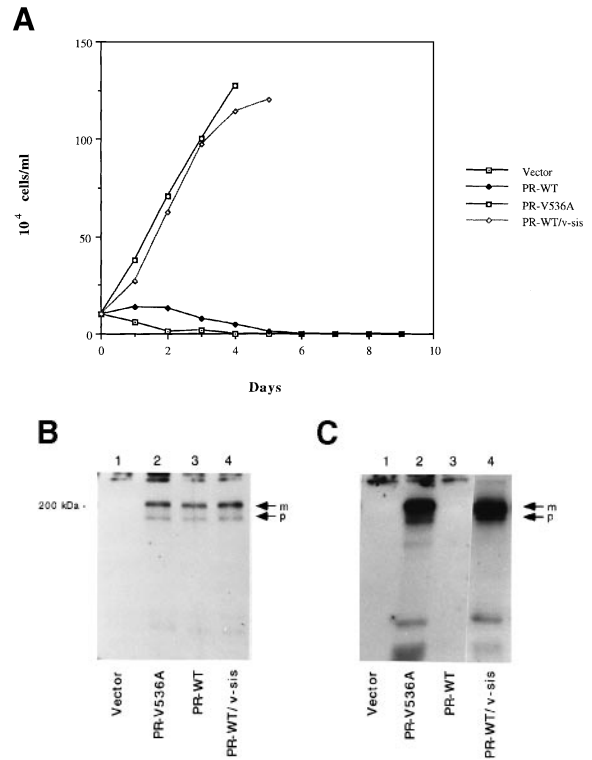 A
150
100
50
0
10⁴ cells/ml
0 2 4 6 8 10
Days
Vector
PR-WT
PR-V536A
PR-WT/v-sis
B
1 2 3 4
200 kDa -
m
p
Vector
PR-V536A
PR-WT
PR-WT/ v-sis
C
1 2 3 4
m
p
Vector
PR-V536A
PR-WT
PR-WT/v-sis